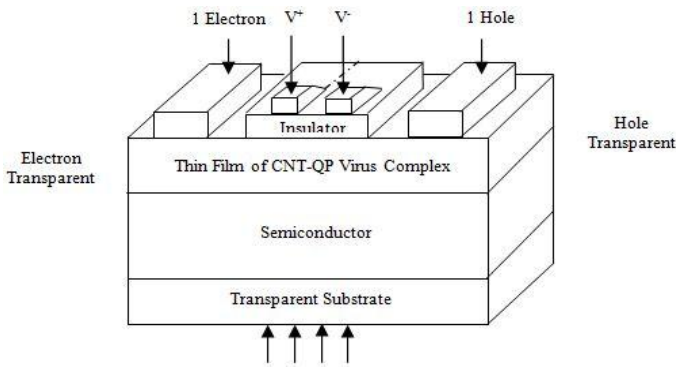 1 Electron
V+
V-
1 Hole
Insulator
Electron
Transparent
Hole
Transparent
Thin Film of CNT-QP Virus Complex
Semiconductor
Transparent Substrate